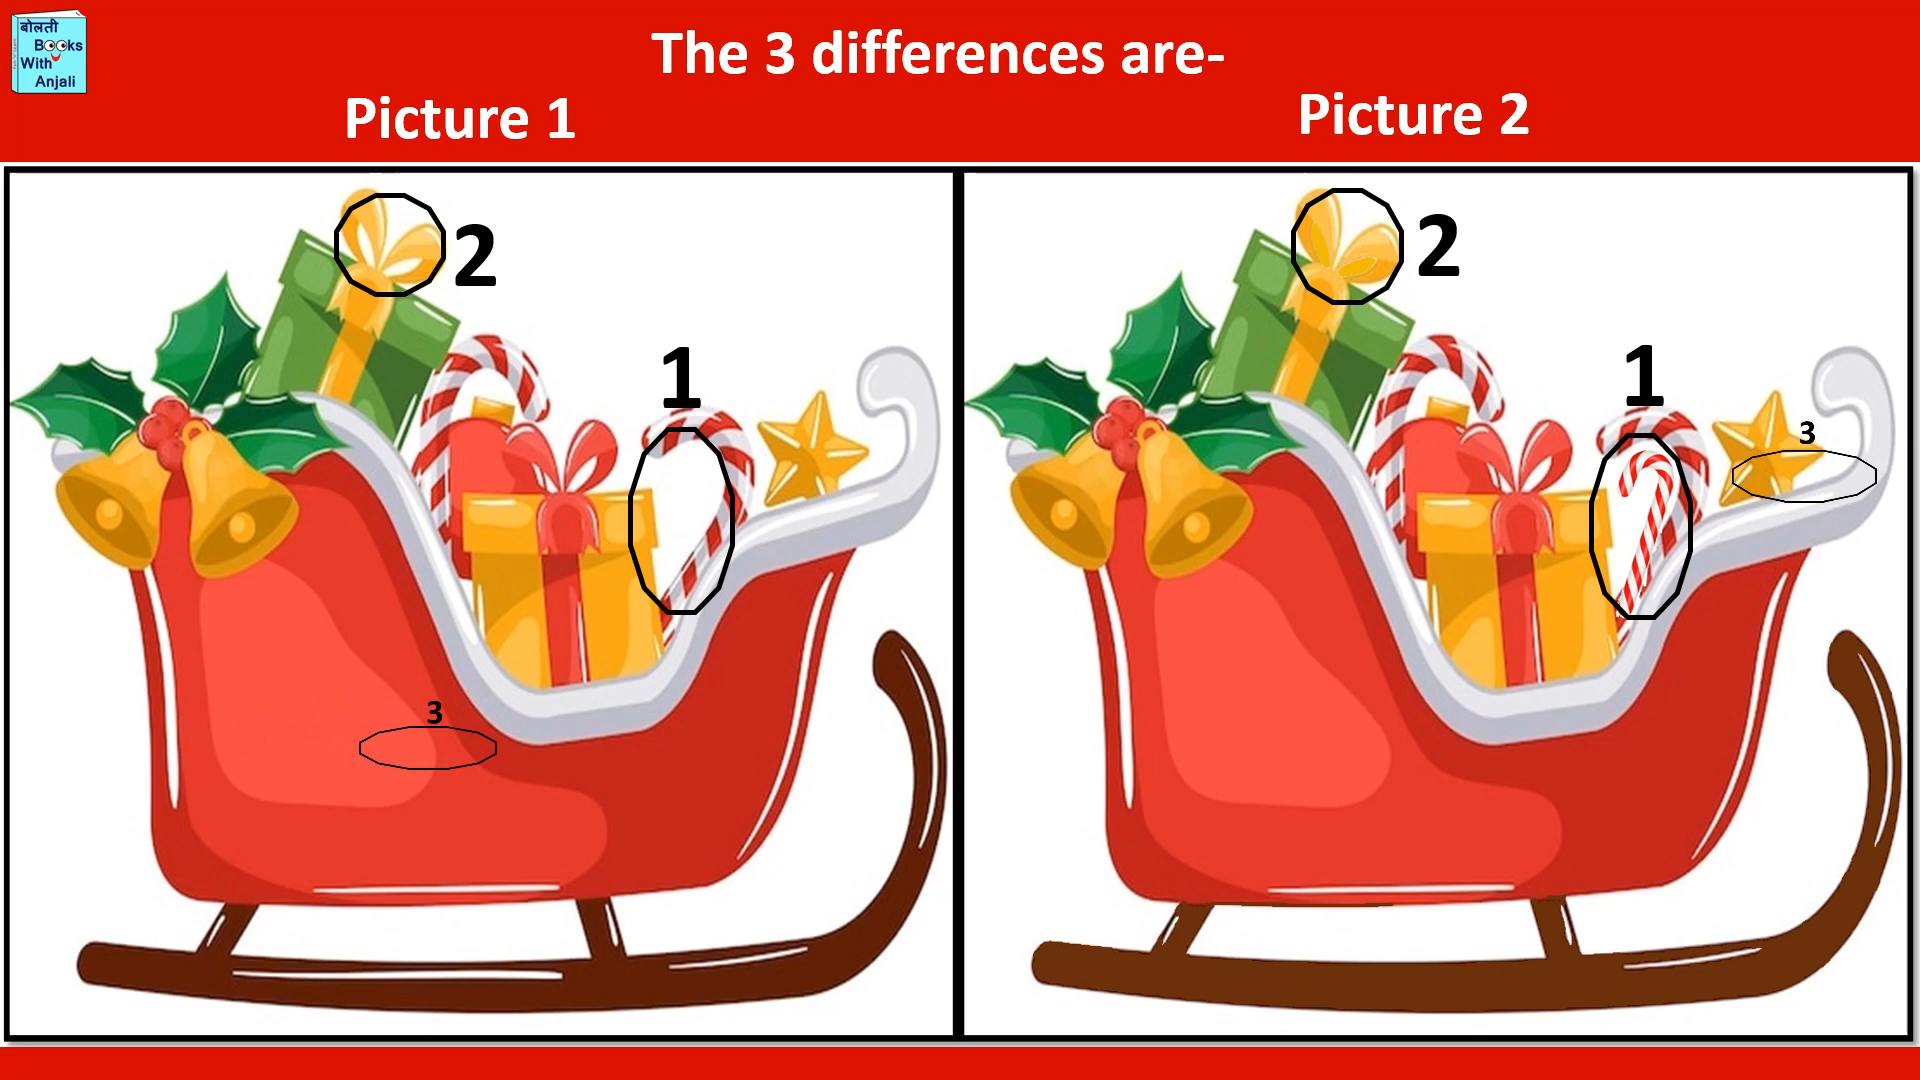 बोलती
Books
With
Anjali
The 3 differences are-
Picture 1
Picture 2
2
2
1
1
3
3